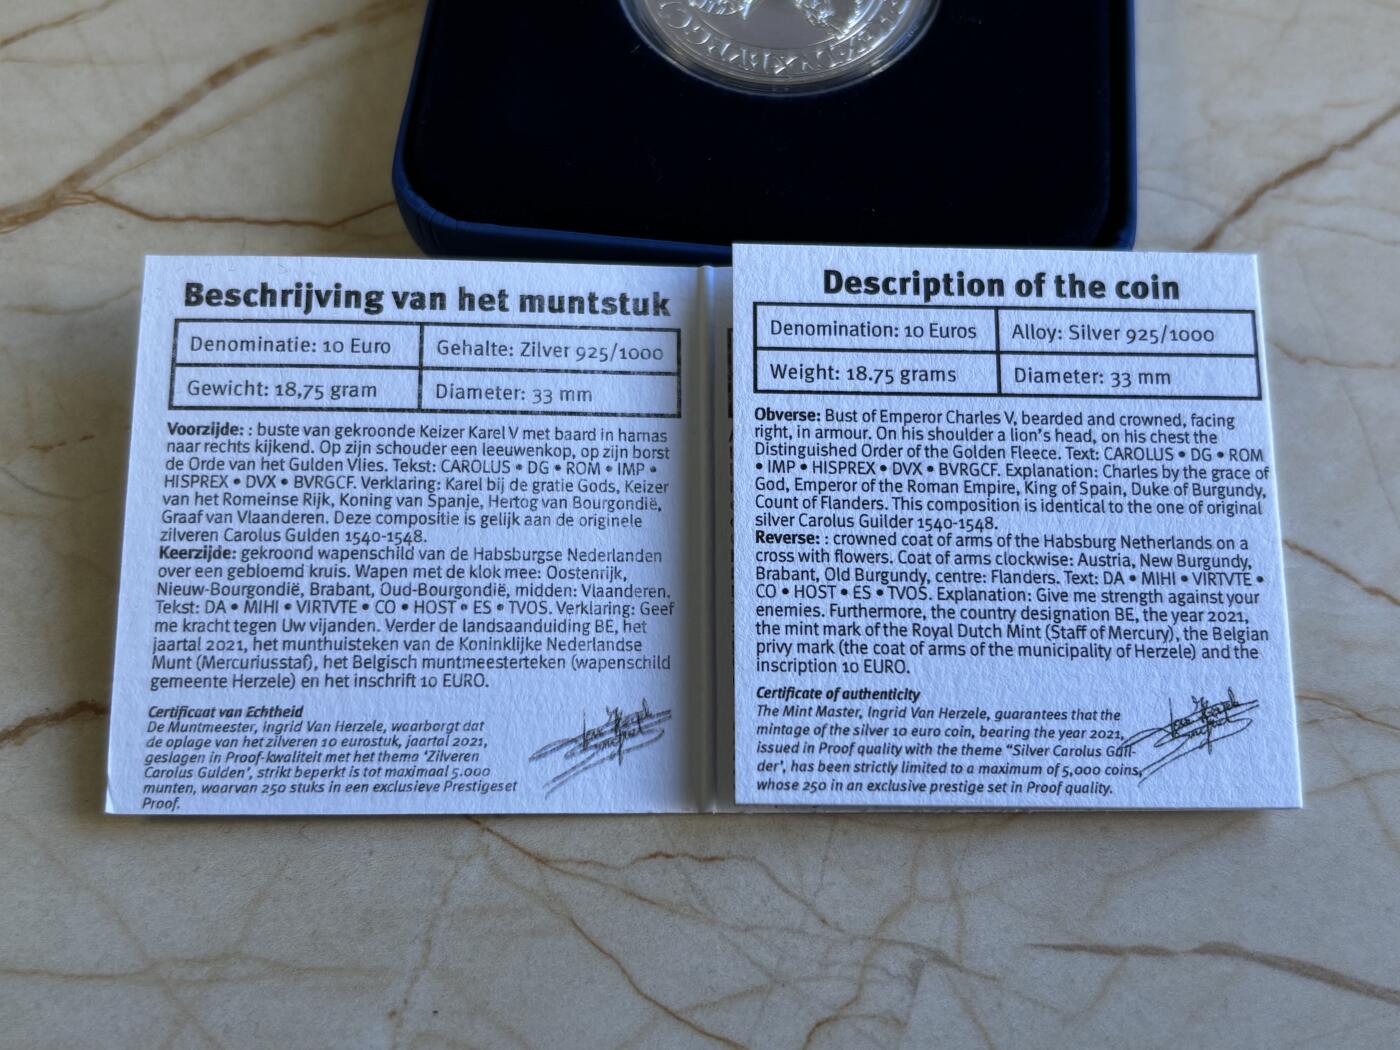 Beschrijving van het muntstuk
Denominatie: 10 Euro
Gehalte: Zilver 925/1000
Gewicht: 18,75 gram
Diameter: 33 mm
Voorzijde: : buste van gekroonde Keizer Karel V met baard in harnas
naar rechts kijkend. Op zijn schouder een leeuwenkop, op zijn borst
de Orde van het Gulden Vlies. Tekst: CAROLUS • DG • ROM • IMP •
HISPREX • DVX • BVRGCF. Verklaring: Karel bij de gratie Gods, Keizer
van het Romeinse Rijk, Koning van Spanje, Hertog van Bourgondië,
Graaf van Vlaanderen. Deze compositie is gelijk aan de originele
zilveren Carolus Gulden 1540-1548.
Keerzijde: gekroond wapenschild van de Habsburgse Nederlanden
over een gebloemd kruis. Wapen met de klok mee: Oostenrijk,
Nieuw-Bourgondië, Brabant, Oud-Bourgondië, midden: Vlaanderen.
Tekst: DA • MIHI • VIRTVTE • CO • HOST • ES • TVOS. Verklaring: Geef
me kracht tegen Uw vijanden. Verder de landsaanduiding BE, het
jaartal 2021, het munthuisteken van de Koninklijke Nederlandse
Munt (Mercuriusstaf), het Belgisch muntmeesterteken (wapenschild
gemeente Herzele) en het inschrift 10 EURO.
Certificaat van Echtheid
De Muntmeester, Ingrid Van Herzele, waarborgt dat
de oplage van het zilveren 10 eurostuk, jaartal 2021,
geslagen in Proof-kwaliteit met het thema 'Zilveren
Carolus Gulden', strikt beperkt is tot maximaal 5.000
munten, waarvan 250 stuks in een exclusieve Prestigeset
Proof.
Description of the coin
Denomination: 10 Euros
Alloy: Silver 925/1000
Weight: 18.75 grams
Diameter: 33 mm
Obverse: Bust of Emperor Charles V, bearded and crowned, facing
right, in armour. On his shoulder a lion's head, on his chest the
Distinguished Order of the Golden Fleece. Text: CAROLUS • DG • ROM
• IMP • HISPREX • DVX • BVRGCF. Explanation: Charles by the grace of
God, Emperor of the Roman Empire, King of Spain, Duke of Burgundy,
Count of Flanders. This composition is identical to the one of original
silver Carolus Guilder 1540-1548.
Reverse: : crowned coat of arms of the Habsburg Netherlands on a
cross with flowers. Coat of arms clockwise: Austria, New Burgundy,
Brabant, Old Burgundy, centre: Flanders. Text: DA • MIHI • VIRTVTE •
CO • HOST • ES • TVOS. Explanation: Give me strength against your
enemies. Furthermore, the country designation BE, the year 2021,
the mint mark of the Royal Dutch Mint (Staff of Mercury), the Belgian
privy mark (the coat of arms of the municipality of Herzele) and the
inscription 10 EURO.
Certificate of authenticity
The Mint Master, Ingrid Van Herzele, guarantees that the
mintage of the silver 10 euro coin, bearing the year 2021,
issued in Proof quality with the theme "Silver Carolus Gul-
der', has been strictly limited to a maximum of 5,000 coins,
whose 250 in an exclusive prestige set in Proof quality.